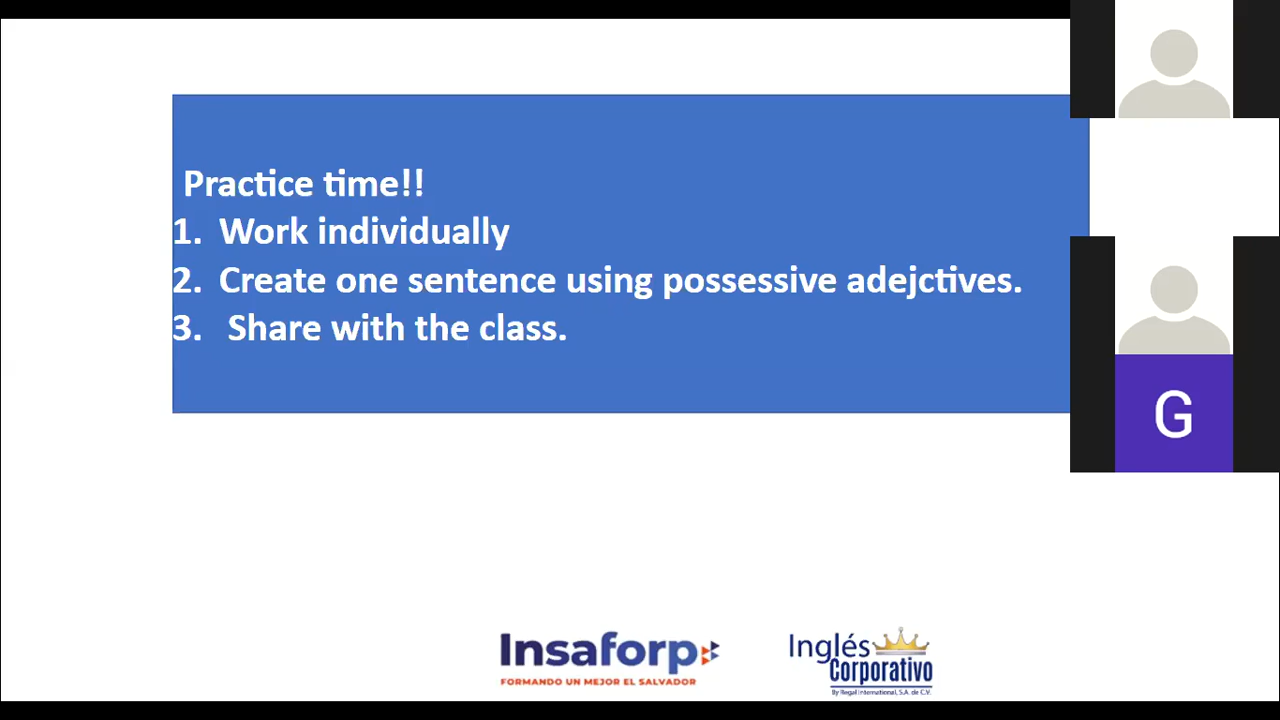 Practice time!!
1. Work individually
2. Create one sentence using possessive adejctives.
3. Share with the class.
G
Insaforp
FORMANDO UN MEJOR EL SALVADOR
Inglés
Corporativo
By Regal International, S.A. de C.V.